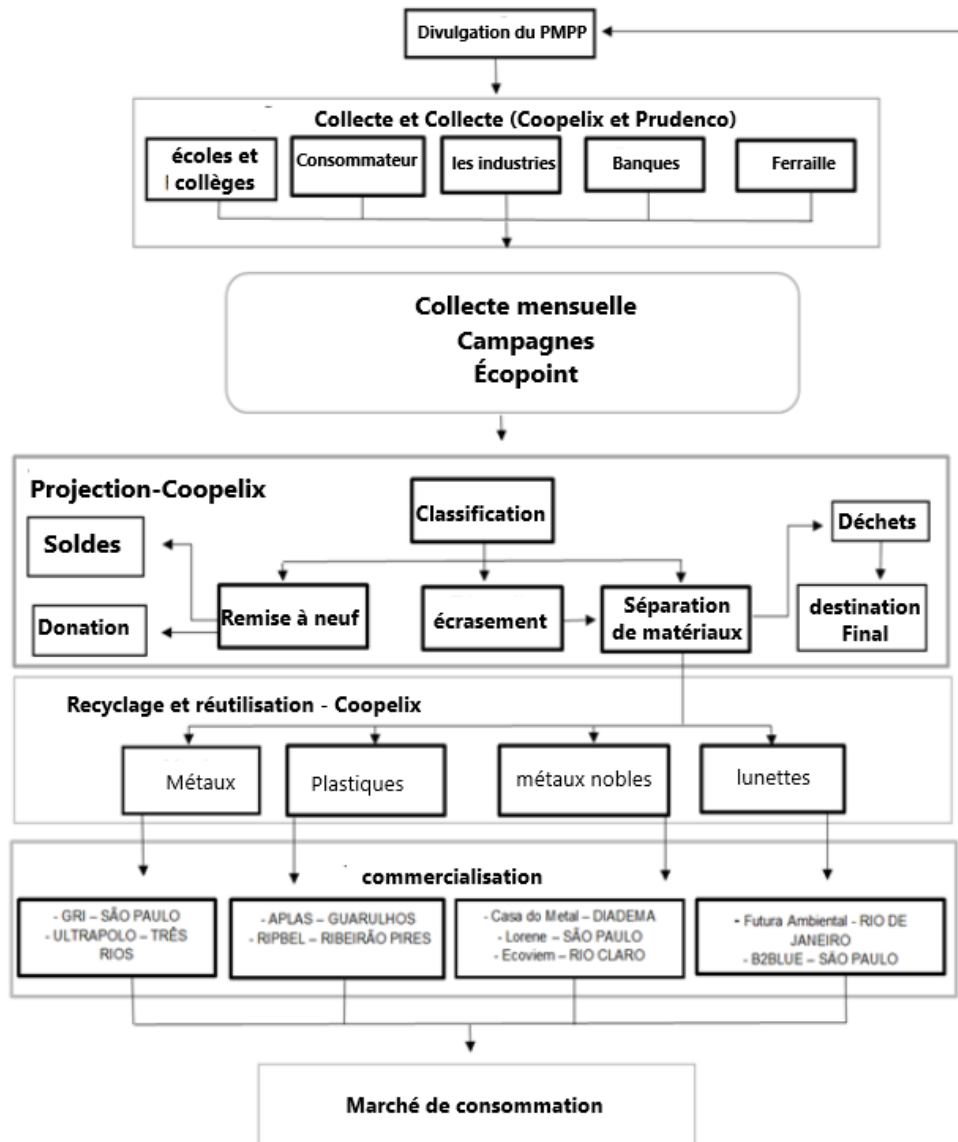 Divulgation du PMPP
Collecte et Collecte (Coopelix et Prudenco)
écoles et
collèges
Consommateur
les industries
Banques
Ferraille
Collecte mensuelle
Campagnes
Écopoint
Projection-Coopelix
Classification
Soldes
Donation
Remise à neuf
écrasement
Séparation
de matériaux
Déchets
destination
Final
Recyclage et réutilisation - Coopelix
Métaux
Plastiques
métaux nobles
lunettes
commercialisation
- GRI – SÃO PAULO
- ULTRAPOLO – TRÊS
RIOS
- APLAS – GUARULHOS
- RIPBEL – RIBEIRÃO PIRES
- Casa do Metal – DIADEMA
- Lorene – SÃO PAULO
- Ecoviem – RIO CLARO
- Futura Ambiental - RIO DE
JANEIRO
- B2BLUE – SÃO PAULO
Marché de consommation